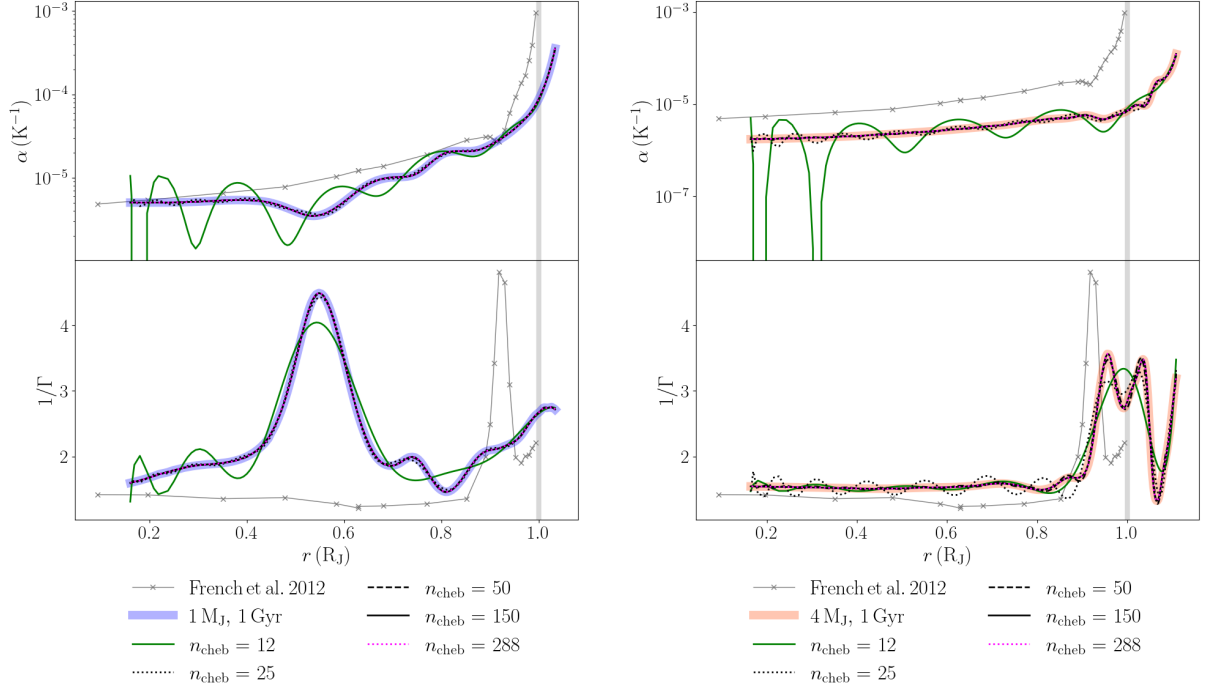 10⁻³
10⁻⁴
10⁻⁵
α (K⁻¹)
4
3
2
1/Γ
0.2 0.4 0.6 0.8 1.0
r (R_J)
French et al. 2012
1 M_J, 1 Gyr
n_cheb = 12
n_cheb = 25
n_cheb = 50
n_cheb = 150
n_cheb = 288
10⁻³
10⁻⁵
10⁻⁷
α (K⁻¹)
4
3
2
1/Γ
0.2 0.4 0.6 0.8 1.0
r (R_J)
French et al. 2012
4 M_J, 1 Gyr
n_cheb = 12
n_cheb = 25
n_cheb = 50
n_cheb = 150
n_cheb = 288